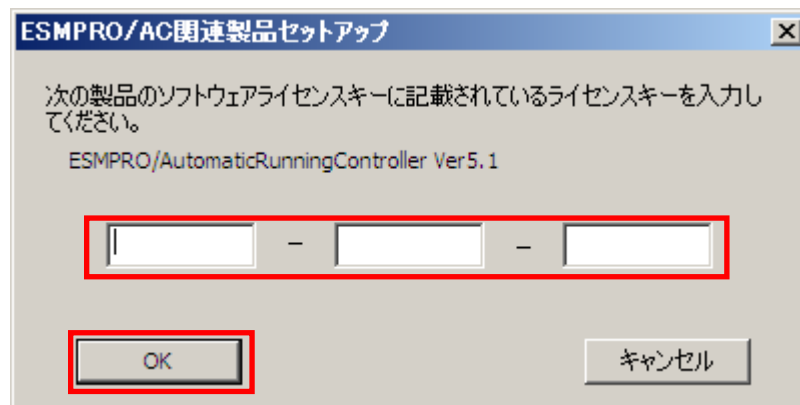 ESMPRO/AC関連製品セットアップ
次の製品のソフトウェアライセンスキーに記載されているライセンスキーを入力し
てください。
ESMPRO/AutomaticRunningController Ver5.1
– –
OK キャンセル